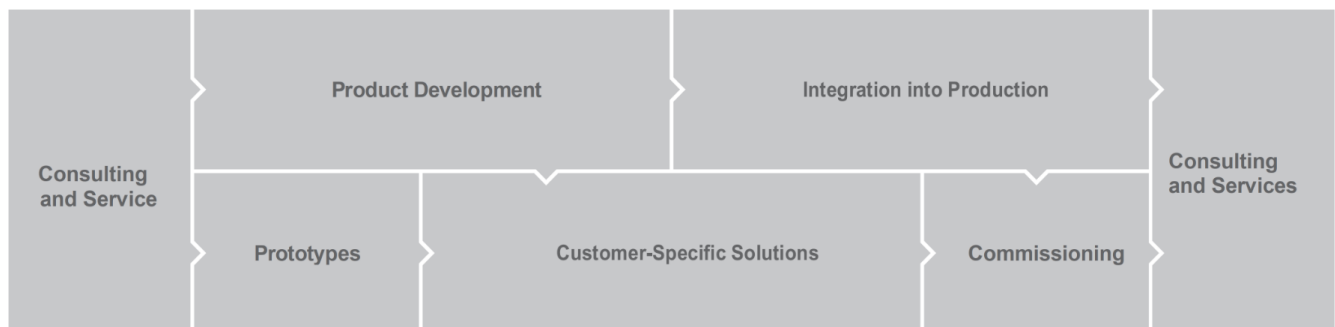 Consulting
and Service
Product Development
Integration into Production
Prototypes
Customer-Specific Solutions
Commissioning
Consulting
and Services